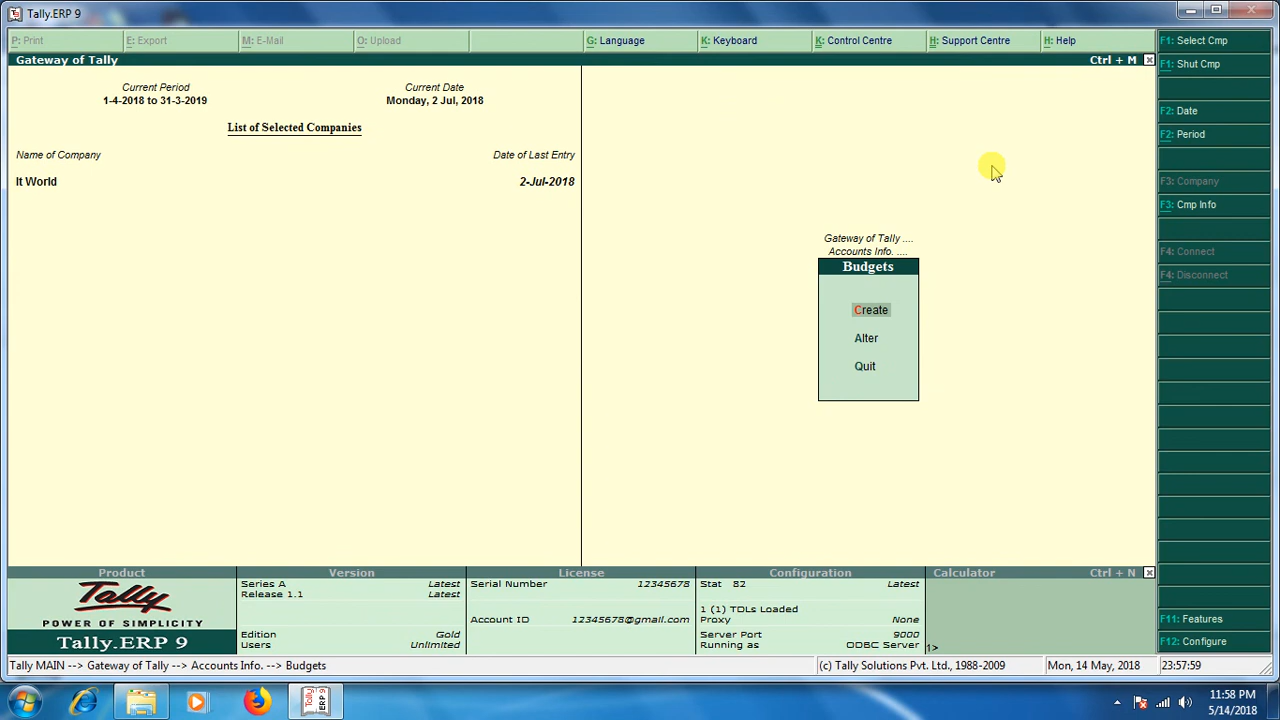 Tally.ERP 9
P: Print
E: Export
M: E-Mail
O: Upload
G: Language
K: Keyboard
K: Control Centre
H: Support Centre
H: Help
Gateway of Tally
Ctrl + M
Current Period
Current Date
1-4-2018 to 31-3-2019
Monday, 2 Jul, 2018
List of Selected Companies
Name of Company
Date of Last Entry
It World
2-Jul-2018
Gateway of Tally ....
Accounts Info. ....
Budgets
Create
Alter
Quit
F1: Select Cmp
F1: Shut Cmp
F2: Date
F2: Period
F3: Company
F3: Cmp Info
F4: Connect
F4: Disconnect
F11: Features
F12: Configure
Product
Tally
POWER OF SIMPLICITY
Tally.ERP 9
Version
Series A Latest
Release 1.1 Latest
Edition Gold
Users Unlimited
License
Serial Number 12345678
Account ID 12345678@gmail.com
Configuration
Stat 82 Latest
1 (1) TDLs Loaded
Proxy None
Server Port 9000
Running as ODBC Server
Calculator
Ctrl + N
1>
Tally MAIN --> Gateway of Tally --> Accounts Info. --> Budgets
(c) Tally Solutions Pvt. Ltd., 1988-2009
Mon, 14 May, 2018
23:57:59
Tally
ERP 9
11:58 PM
5/14/2018